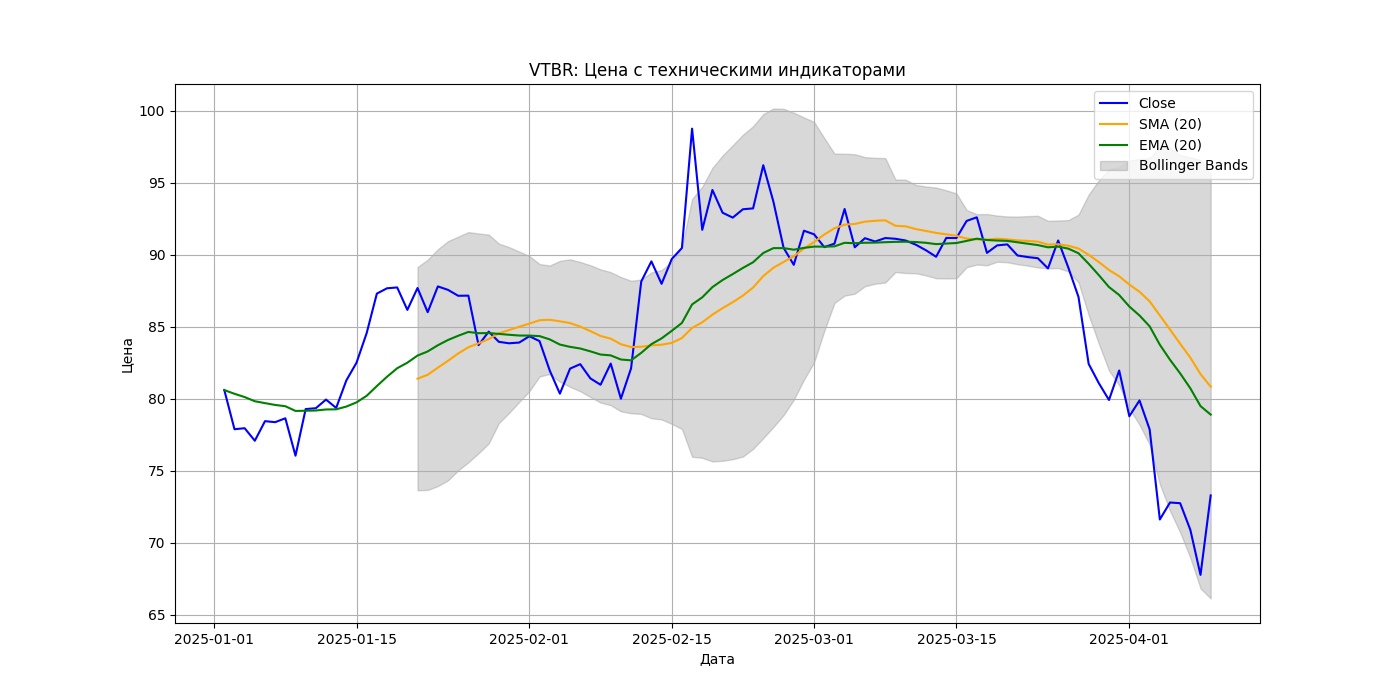 VTBR: Цена с техническими индикаторами
Close
SMA (20)
EMA (20)
Bollinger Bands
Цена
100
95
90
85
80
75
70
65
2025-01-01
2025-01-15
2025-02-01
2025-02-15
2025-03-01
2025-03-15
2025-04-01
Дата